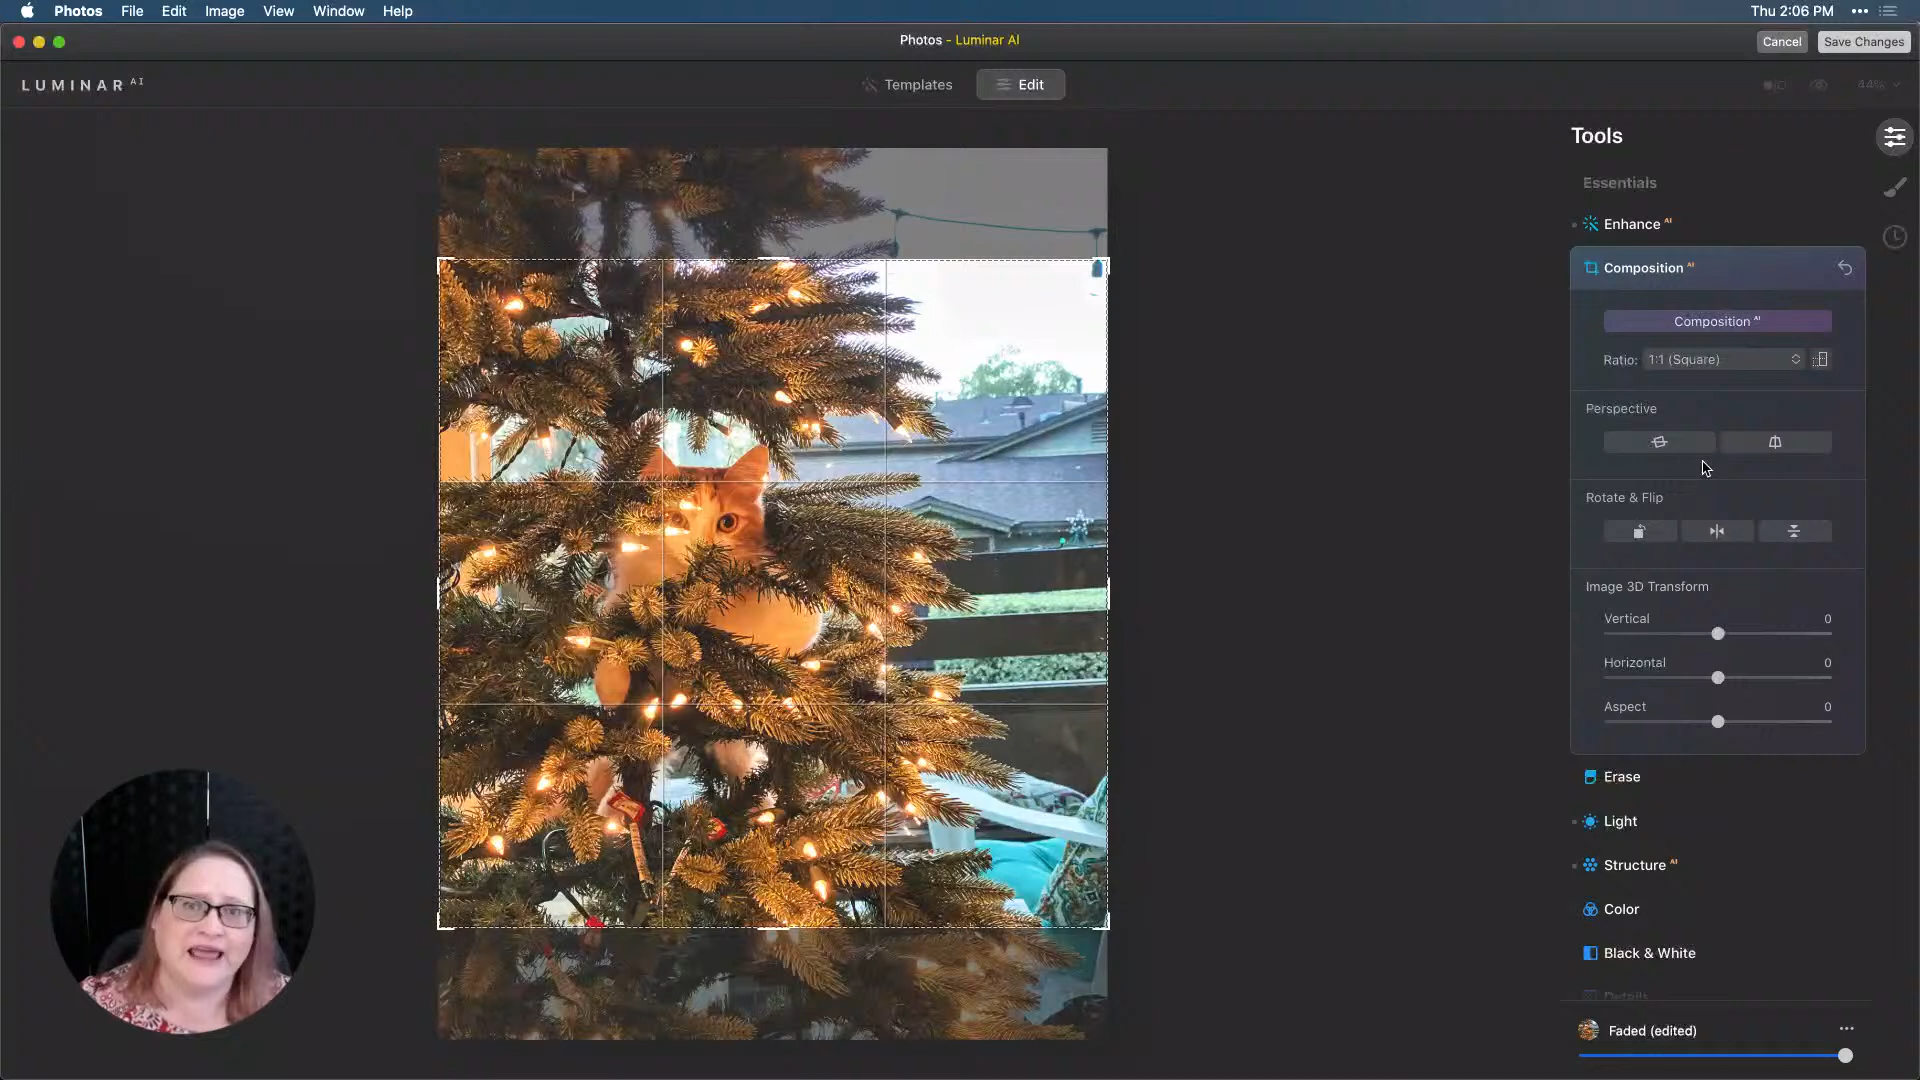 Photos File Edit Image View Window Help Thu 2:06 PM
Photos - Luminar AI
Cancel Save Changes
LUMINAR AI
Templates Edit
44%
Tools
Essentials
Enhance AI
Composition AI
Composition AI
Ratio: 1:1 (Square)
Perspective
Rotate & Flip
Image 3D Transform
Vertical 0
Horizontal 0
Aspect 0
Erase
Light
Structure AI
Color
Black & White
Details
Faded (edited)